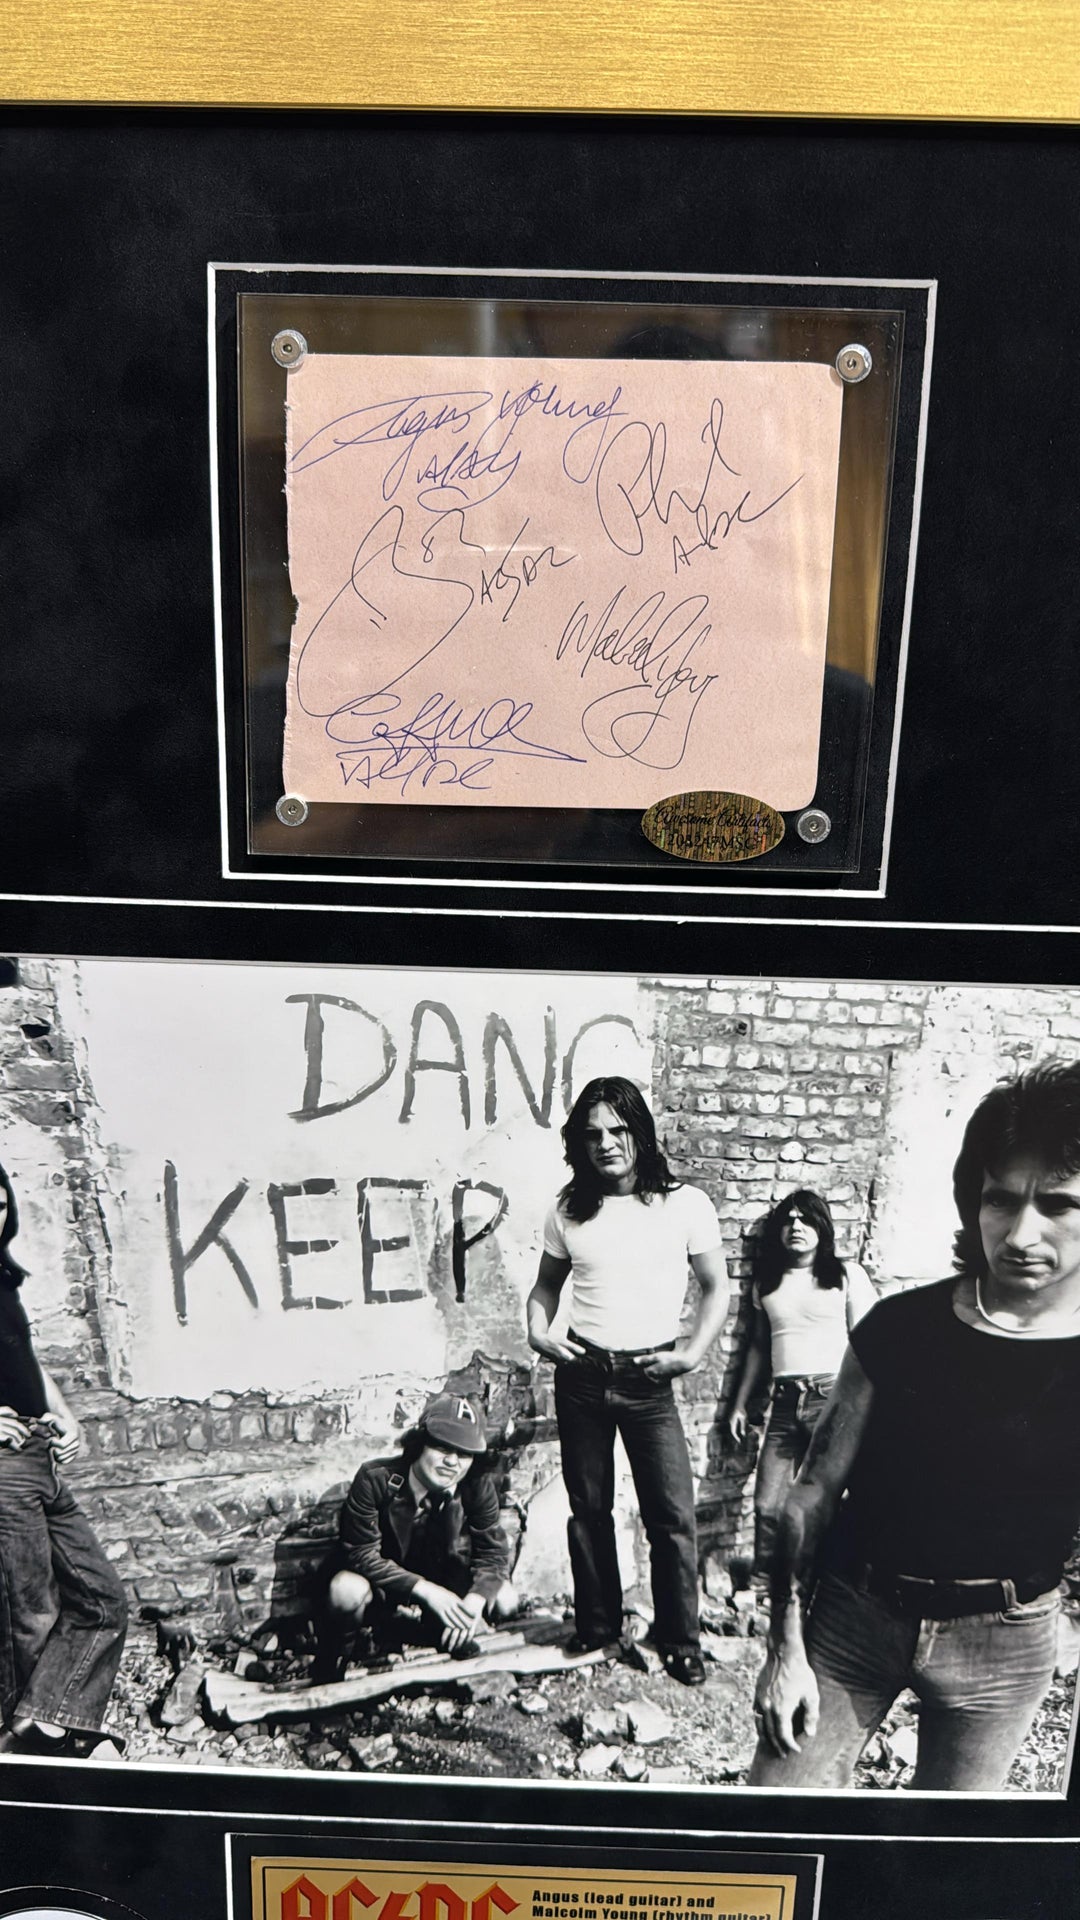 Angus Young
AC/DC
Phil
AC/DC
AC/DC
Malcolm Young
AC/DC
Awesome Artifacts
DANG
KEEP
A
AC/DC
Angus (lead guitar) and
Malcolm Young (rhythm guitar)